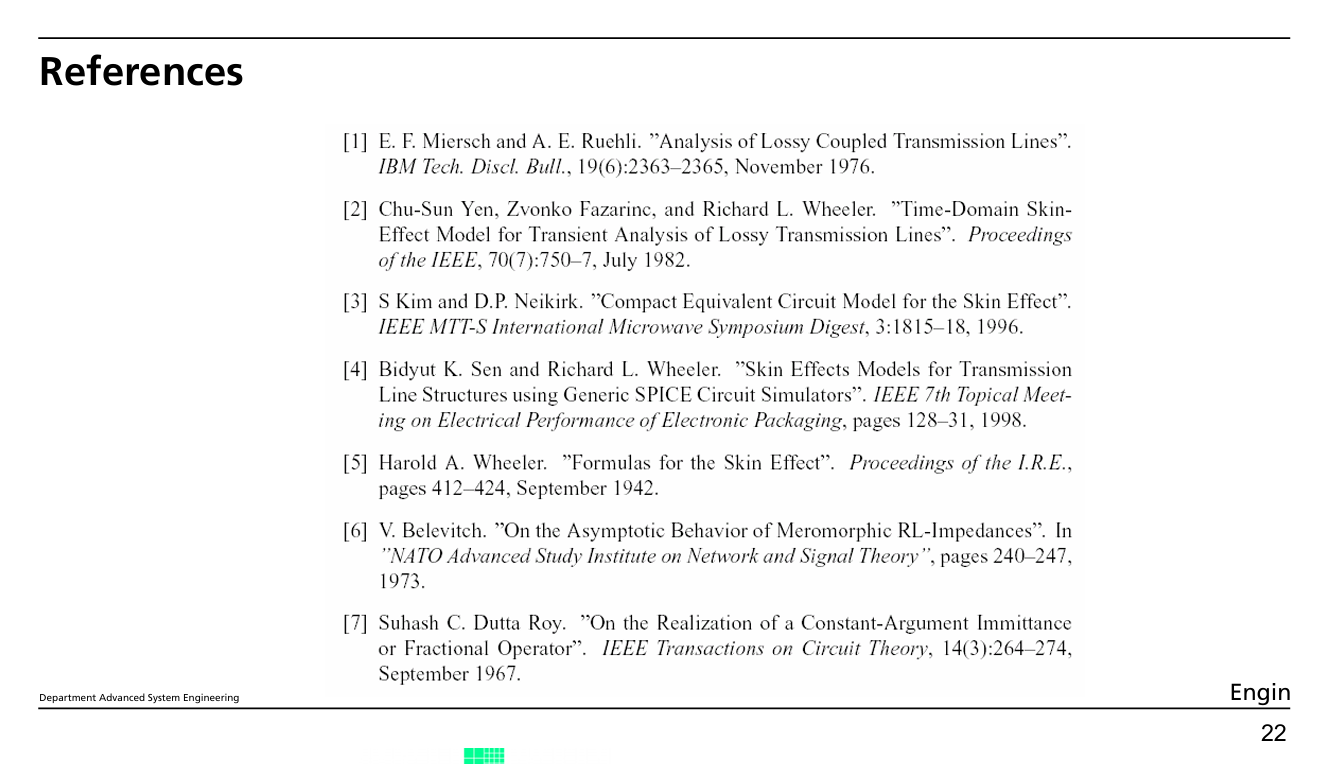 References
[1] E. F. Miersch and A. E. Ruehli. ”Analysis of Lossy Coupled Transmission Lines”.
IBM Tech. Discl. Bull., 19(6):2363–2365, November 1976.
[2] Chu-Sun Yen, Zvonko Fazarinc, and Richard L. Wheeler. ”Time-Domain Skin-
Effect Model for Transient Analysis of Lossy Transmission Lines”. Proceedings
of the IEEE, 70(7):750–7, July 1982.
[3] S Kim and D.P. Neikirk. ”Compact Equivalent Circuit Model for the Skin Effect”.
IEEE MTT-S International Microwave Symposium Digest, 3:1815–18, 1996.
[4] Bidyut K. Sen and Richard L. Wheeler. ”Skin Effects Models for Transmission
Line Structures using Generic SPICE Circuit Simulators”. IEEE 7th Topical Meet-
ing on Electrical Performance of Electronic Packaging, pages 128–31, 1998.
[5] Harold A. Wheeler. ”Formulas for the Skin Effect”. Proceedings of the I.R.E.,
pages 412–424, September 1942.
[6] V. Belevitch. ”On the Asymptotic Behavior of Meromorphic RL-Impedances”. In
”NATO Advanced Study Institute on Network and Signal Theory”, pages 240–247,
1973.
[7] Suhash C. Dutta Roy. ”On the Realization of a Constant-Argument Immittance
or Fractional Operator”. IEEE Transactions on Circuit Theory, 14(3):264–274,
September 1967.
Department Advanced System Engineering
Engin
22